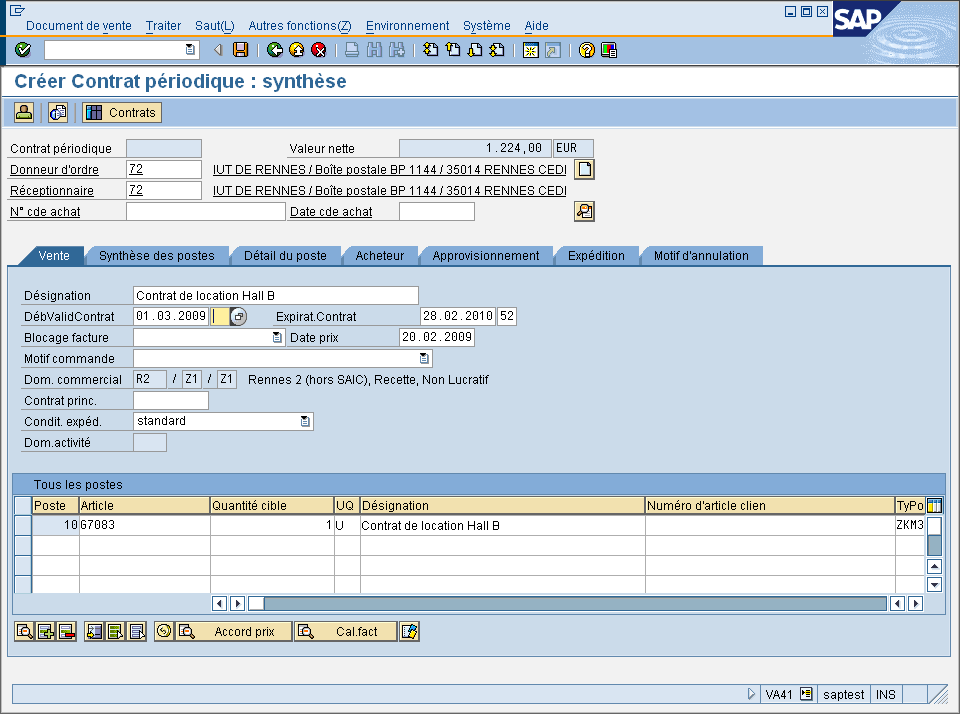 Document de vente Traiter Saut(L) Autres fonctions(Z) Environnement Système Aide
SAP
Créer Contrat périodique : synthèse
Contrats
Contrat périodique Valeur nette 1.224,00 EUR
Donneur d'ordre 72 IUT DE RENNES / Boîte postale BP 1144 / 35014 RENNES CEDI
Réceptionnaire 72 IUT DE RENNES / Boîte postale BP 1144 / 35014 RENNES CEDI
N° cde achat Date cde achat
Vente Synthèse des postes Détail du poste Acheteur Approvisionnement Expédition Motif d'annulation
Désignation Contrat de location Hall B
DébValidContrat 01.03.2009 Expirat.Contrat 28.02.2010 52
Blocage facture Date prix 20.02.2009
Motif commande
Dom. commercial R2 / Z1 / Z1 Rennes 2 (hors SAIC), Recette, Non Lucratif
Contrat princ.
Condit. expéd. standard
Dom.activité
Tous les postes
Poste Article Quantité cible UQ Désignation Numéro d'article clien TyPo
10 67083 1 U Contrat de location Hall B ZKM3
Accord prix Cal.fact
VA41 saptest INS